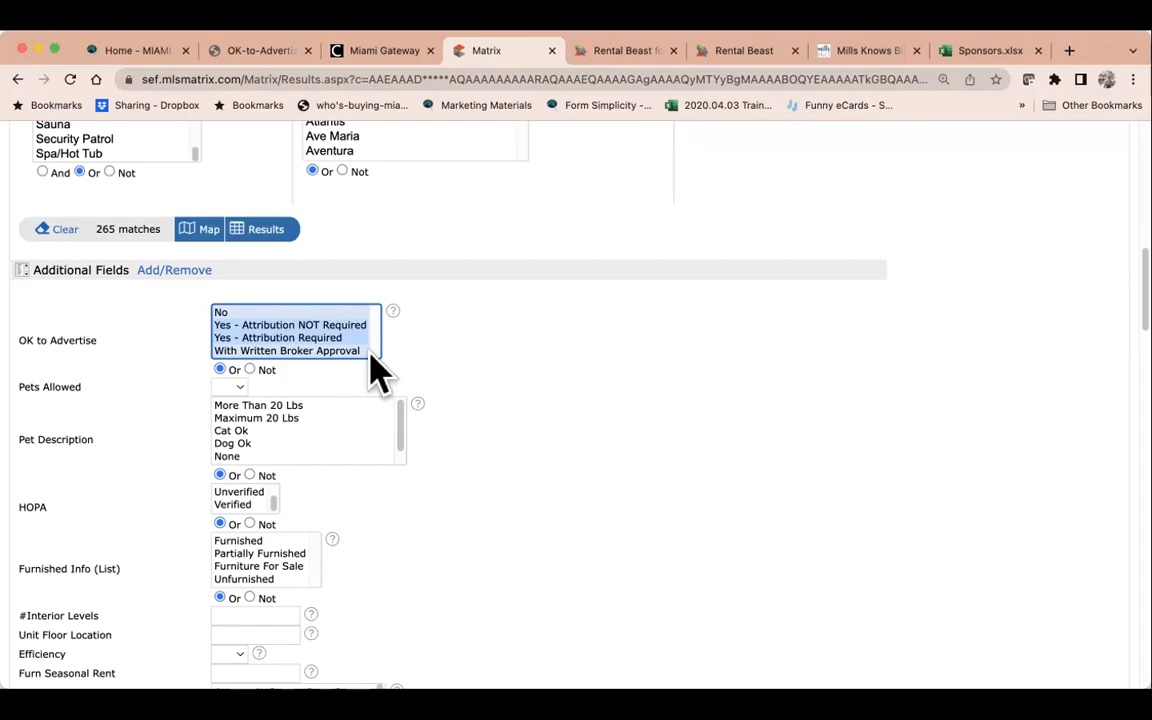 Home - MIAMI
OK-to-Advertis
Miami Gateway
Matrix
Rental Beast fo
Rental Beast
Mills Knows Bi
Sponsors.xlsx
sef.mlsmatrix.com/Matrix/Results.aspx?c=AAEAAAD*****AQAAAAAAAAARAQAAAEQAAAAGAgAAAAQyMTYyBgMAAAABOQYEAAAAATkGBQAAA...
Bookmarks
Sharing - Dropbox
Bookmarks
who's-buying-mia...
Marketing Materials
Form Simplicity -...
2020.04.03 Train...
Funny eCards - S...
»
Other Bookmarks
Sauna
Security Patrol
Spa/Hot Tub
And Or Not
Atlantis
Ave Maria
Aventura
Or Not
Clear 265 matches Map Results
Additional Fields Add/Remove
OK to Advertise
No
Yes - Attribution NOT Required
Yes - Attribution Required
With Written Broker Approval
?
Or Not
Pets Allowed
Pet Description
More Than 20 Lbs
Maximum 20 Lbs
Cat Ok
Dog Ok
None
?
Or Not
HOPA
Unverified
Verified
Or Not
Furnished Info (List)
Furnished
Partially Furnished
Furniture For Sale
Unfurnished
?
Or Not
#Interior Levels ?
Unit Floor Location ?
Efficiency ?
Furn Seasonal Rent ?